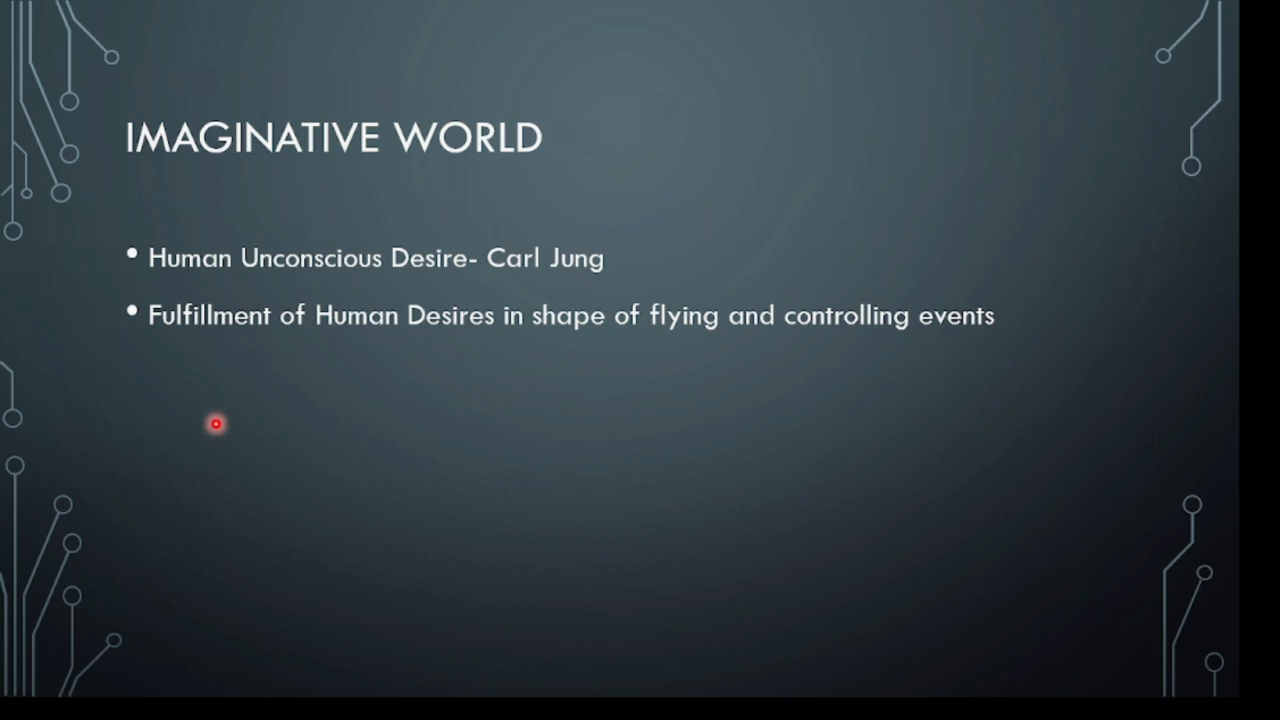 IMAGINATIVE WORLD
• Human Unconscious Desire- Carl Jung
• Fulfillment of Human Desires in shape of flying and controlling events